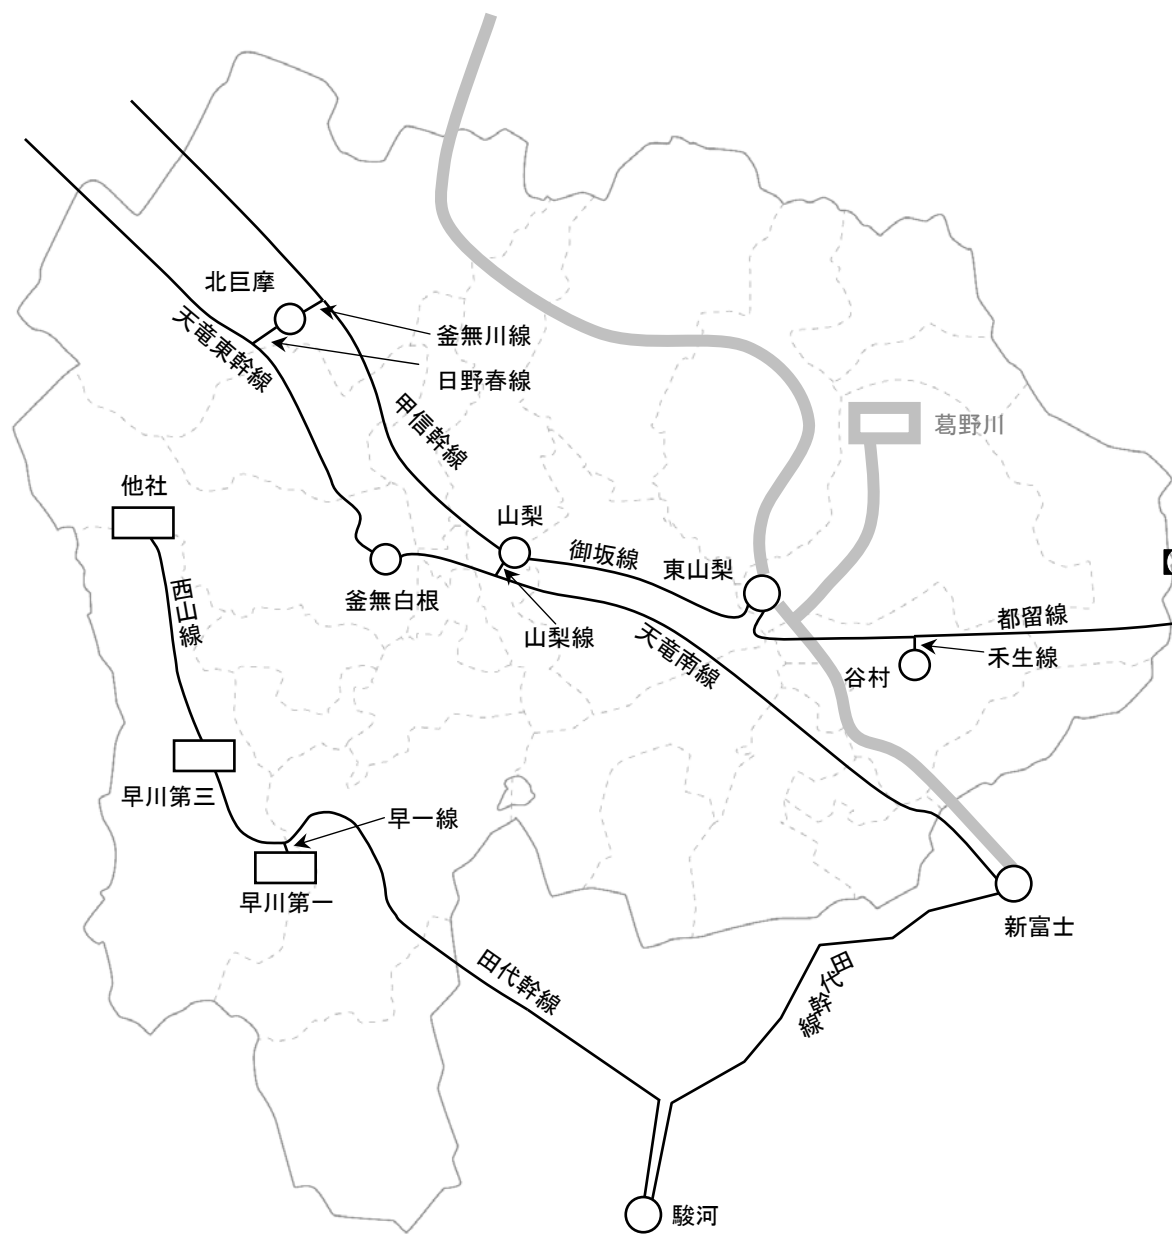 北巨摩
釜無川線
天竜東幹線
日野春線
甲信幹線
葛野川
他社
山梨
御坂線
東山梨
西山線
釜無白根
都留線
山梨線
天竜南線
禾生線
谷村
早川第三
早一線
早川第一
新富士
田代幹線
田代幹線
駿河